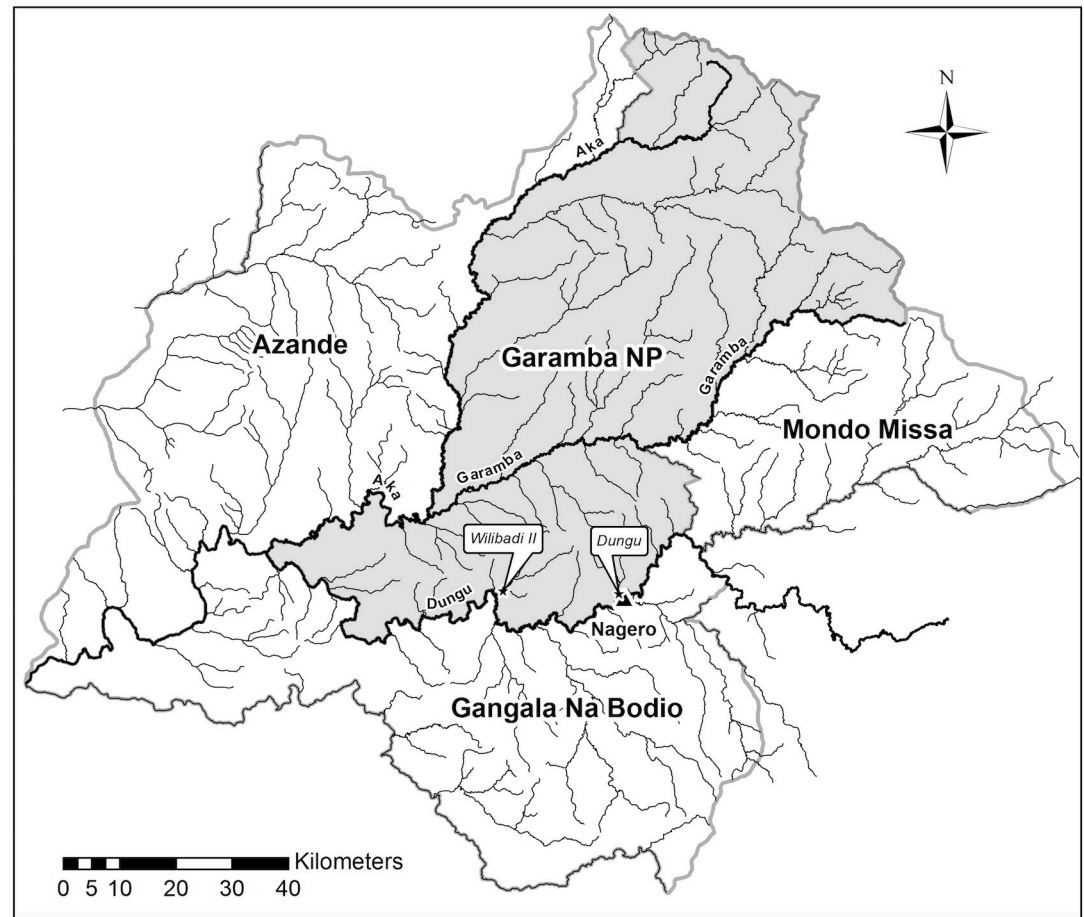 N
Aka
Azande
Garamba NP
Garamba
Mondo Missa
Garamba
Aka
Wilibadi II
Dungu
Dungu
Nagero
Gangala Na Bodio
Kilometers
0 5 10 20 30 40